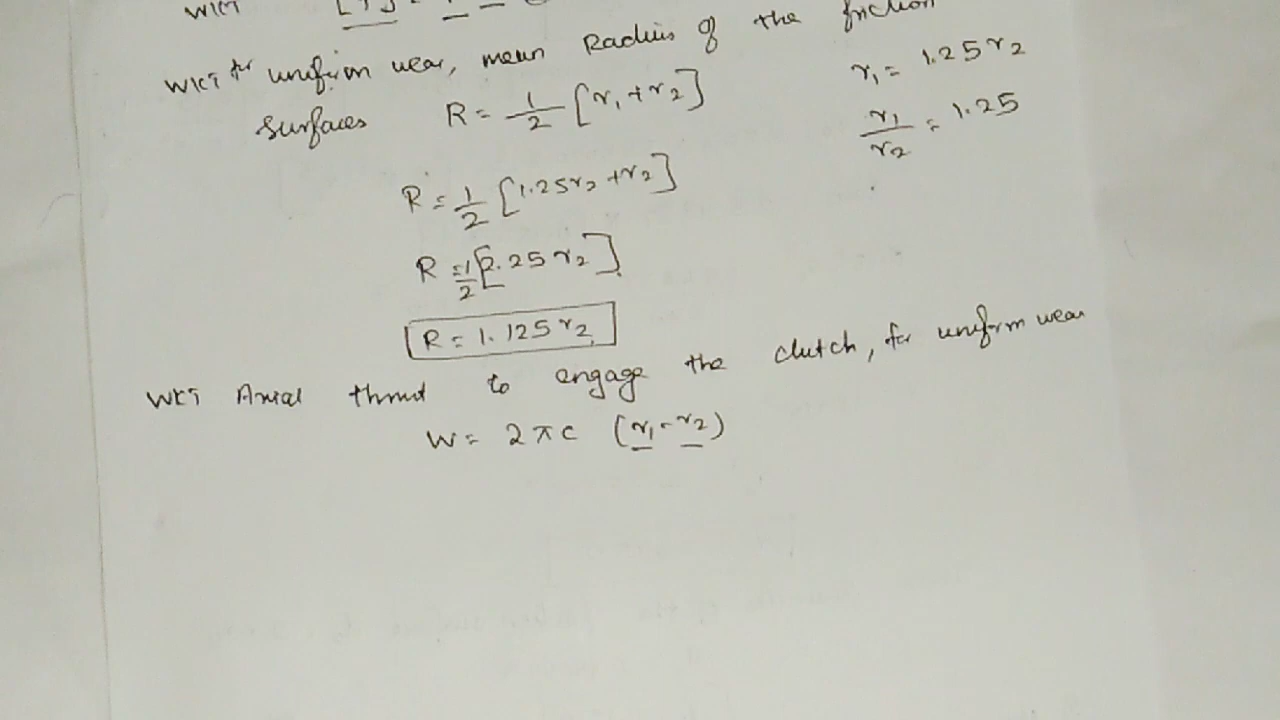 WKT
WKT for uniform wear, mean Radius of the friction
surfaces R = 1/2 [r1 + r2]
r1 = 1.25 r2
r1/r2 = 1.25
R = 1/2 [1.25r2 + r2]
R = 1/2 [2.25 r2]
R = 1.125 r2
WKT Axial thrust to engage the clutch, for uniform wear
W = 2πc (r1 - r2)